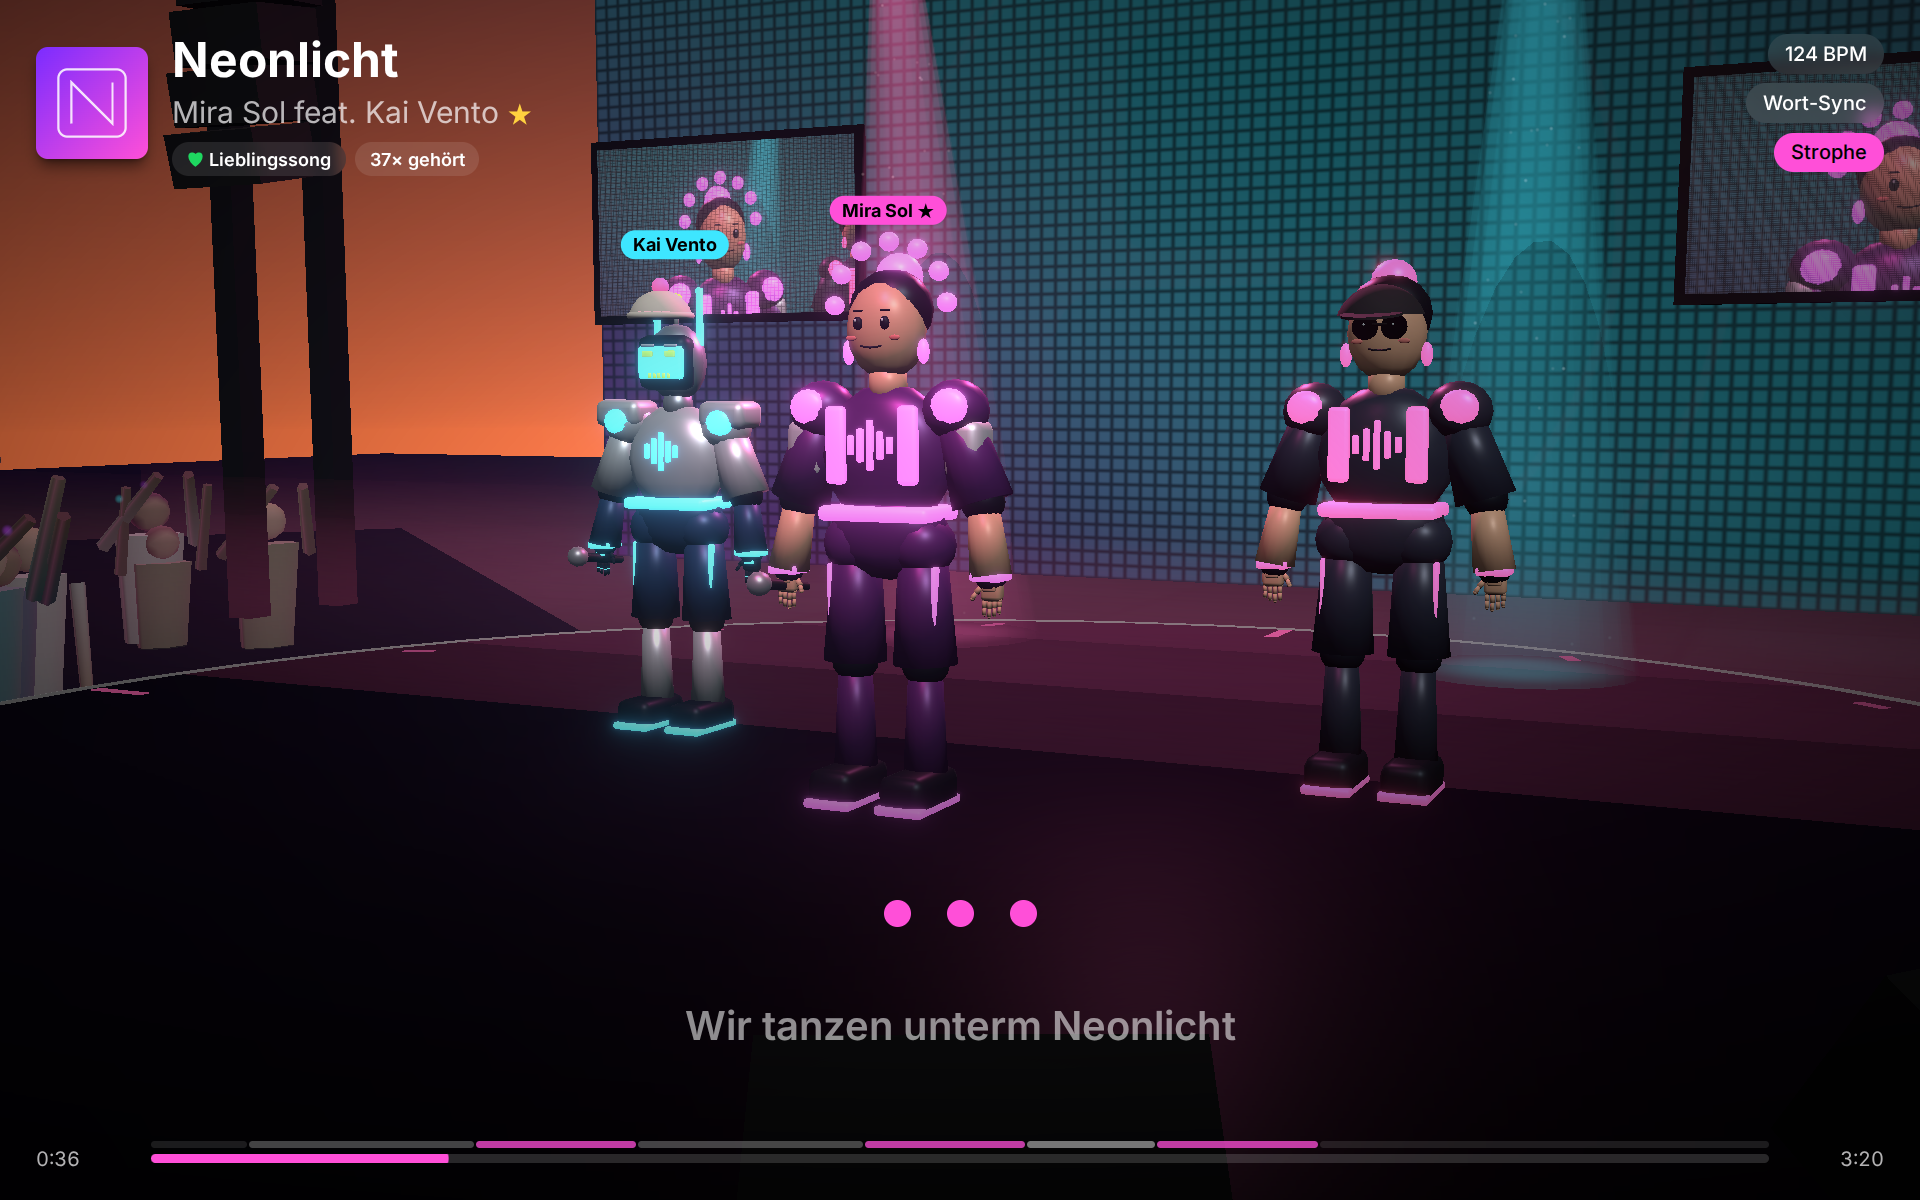 N
Neonlicht
Mira Sol feat. Kai Vento ★
Lieblingssong
37× gehört
124 BPM
Wort-Sync
Strophe
Mira Sol ★
Kai Vento
Wir tanzen unterm Neonlicht
0:36
3:20